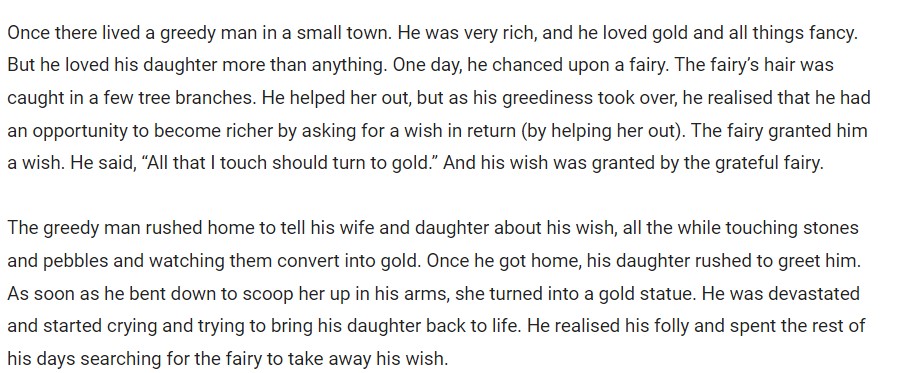 Once there lived a greedy man in a small town. He was very rich, and he loved gold and all things fancy.
But he loved his daughter more than anything. One day, he chanced upon a fairy. The fairy’s hair was
caught in a few tree branches. He helped her out, but as his greediness took over, he realised that he had
an opportunity to become richer by asking for a wish in return (by helping her out). The fairy granted him
a wish. He said, “All that I touch should turn to gold.” And his wish was granted by the grateful fairy.

The greedy man rushed home to tell his wife and daughter about his wish, all the while touching stones
and pebbles and watching them convert into gold. Once he got home, his daughter rushed to greet him.
As soon as he bent down to scoop her up in his arms, she turned into a gold statue. He was devastated
and started crying and trying to bring his daughter back to life. He realised his folly and spent the rest of
his days searching for the fairy to take away his wish.